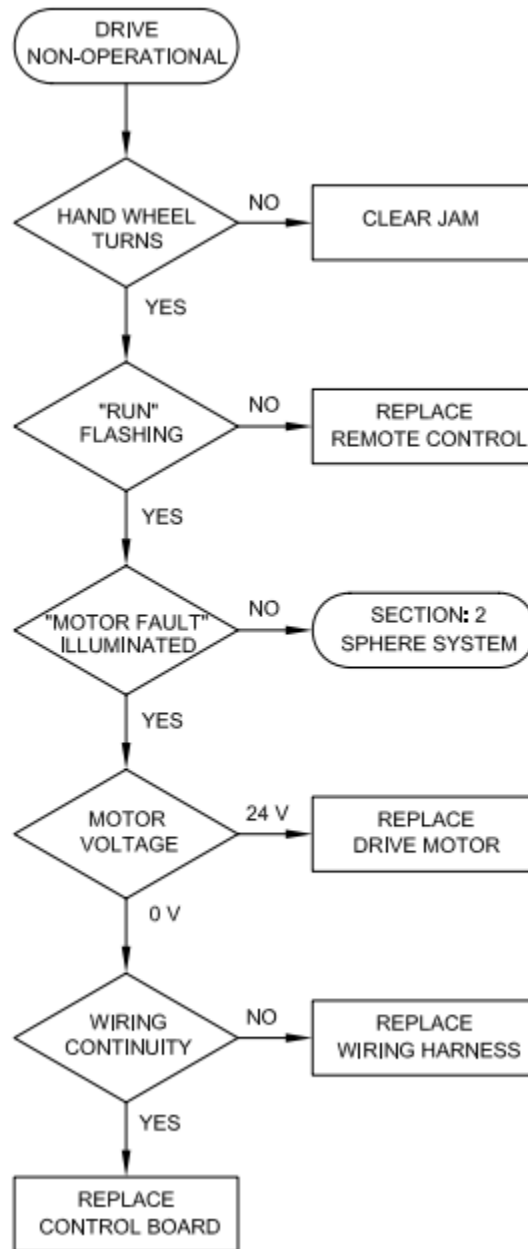 DRIVE
NON-OPERATIONAL
HAND WHEEL
TURNS
NO
CLEAR JAM
YES
"RUN"
FLASHING
NO
REPLACE
REMOTE CONTROL
YES
"MOTOR FAULT"
ILLUMINATED
NO
SECTION: 2
SPHERE SYSTEM
YES
MOTOR
VOLTAGE
24 V
REPLACE
DRIVE MOTOR
0 V
WIRING
CONTINUITY
NO
REPLACE
WIRING HARNESS
YES
REPLACE
CONTROL BOARD